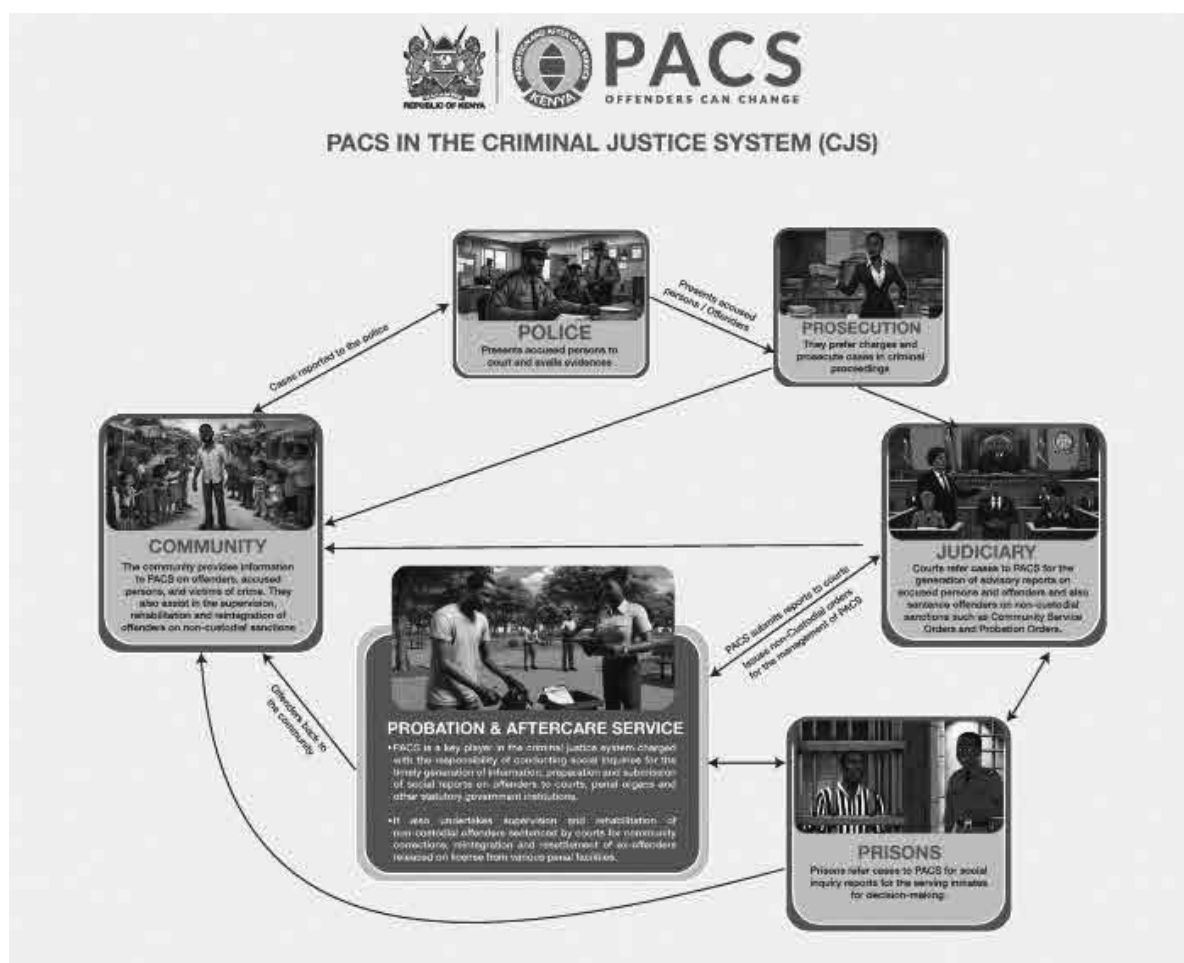 REPUBLIC OF KENYA
PROBATION AND AFTERCARE SERVICE
KENYA
PACS
OFFENDERS CAN CHANGE
PACS IN THE CRIMINAL JUSTICE SYSTEM (CJS)
POLICE
Presents accused persons to
court and avails evidences
Presents accused
persons / Offenders
PROSECUTION
They prefer charges and
prosecute cases in criminal
proceedings
Cases reported to the police
COMMUNITY
The community provides information
to PACS on offenders, accused
persons, and victims of crime. They
also assist in the supervision,
rehabilitation and reintegration of
offenders on non-custodial sanctions
JUDICIARY
Courts refer cases to PACS for the
generation of advisory reports on
accused persons and offenders and also
sentence offenders on non-custodial
sanctions such as Community Service
Orders and Probation Orders.
PACS submits reports to courts
Issue non-Custodial orders
for the management of PACS
Offenders back to
the community
PROBATION & AFTERCARE SERVICE
•PACS is a key player in the criminal justice system charged
with the responsibility of conducting social inquiries for the
timely generation of information, preparation and submission
of social reports on offenders to courts, penal organs and
other statutory government institutions.
•It also undertakes supervision and rehabilitation of
non-custodial offenders sentenced by courts for community
corrections, reintegration and resettlement of ex-offenders
released on license from various penal facilities.
PRISONS
Prisons refer cases to PACS for social
inquiry reports for the serving inmates
for decision-making.